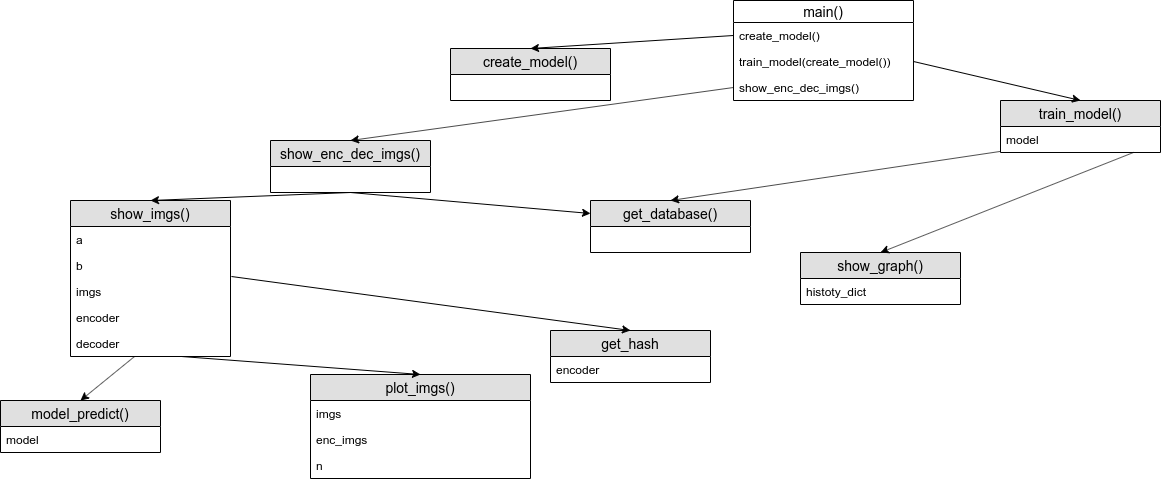 main()
create_model()
train_model(create_model())
show_enc_dec_imgs()
create_model()
train_model()
model
show_enc_dec_imgs()
show_imgs()
a
b
imgs
encoder
decoder
get_database()
show_graph()
histoty_dict
get_hash
encoder
plot_imgs()
imgs
enc_imgs
n
model_predict()
model